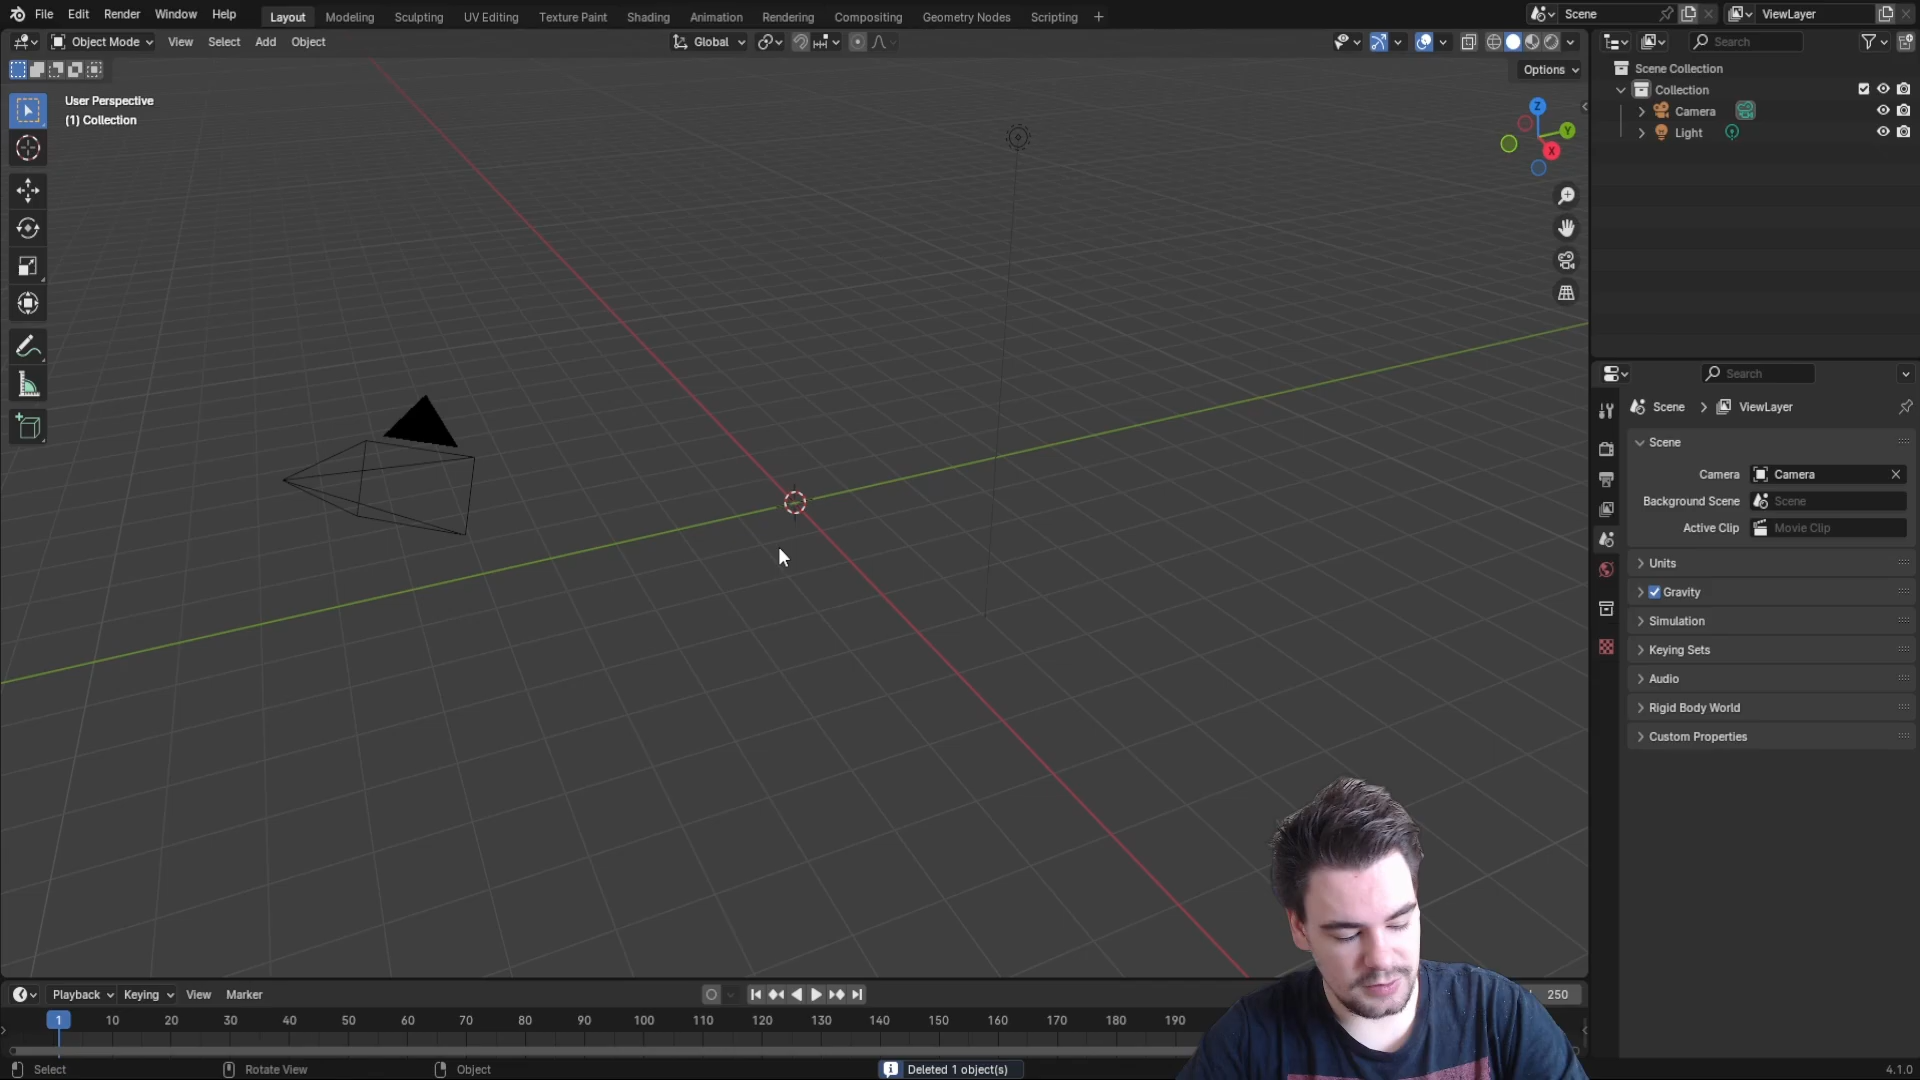 File Edit Render Window Help Layout Modeling Sculpting UV Editing Texture Paint Shading Animation Rendering Compositing Geometry Nodes Scripting + Scene ViewLayer
Object Mode View Select Add Object Global Search
Options
User Perspective
(1) Collection
Z
Y
X
Scene Collection
Collection
Camera
Light
Search
Scene > ViewLayer
Scene
Camera Camera
Background Scene Scene
Active Clip Movie Clip
Units
Gravity
Simulation
Keying Sets
Audio
Rigid Body World
Custom Properties
Playback Keying View Marker 250
1 10 20 30 40 50 60 70 80 90 100 110 120 130 140 150 160 170 180 190
Select Rotate View Object Deleted 1 object(s) 4.1.0